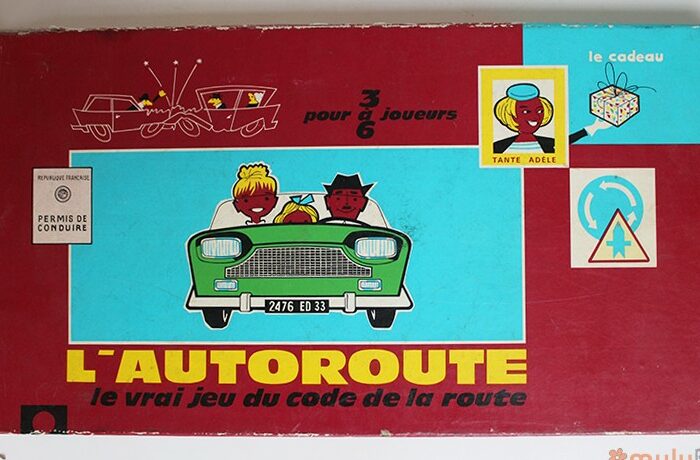 le cadeau
pour 3 à 6 joueurs
TANTE ADÈLE
REPUBLIQUE FRANÇAISE
PERMIS DE
CONDUIRE
2476 ED 33
L'AUTOROUTE
le vrai jeu du code de la route